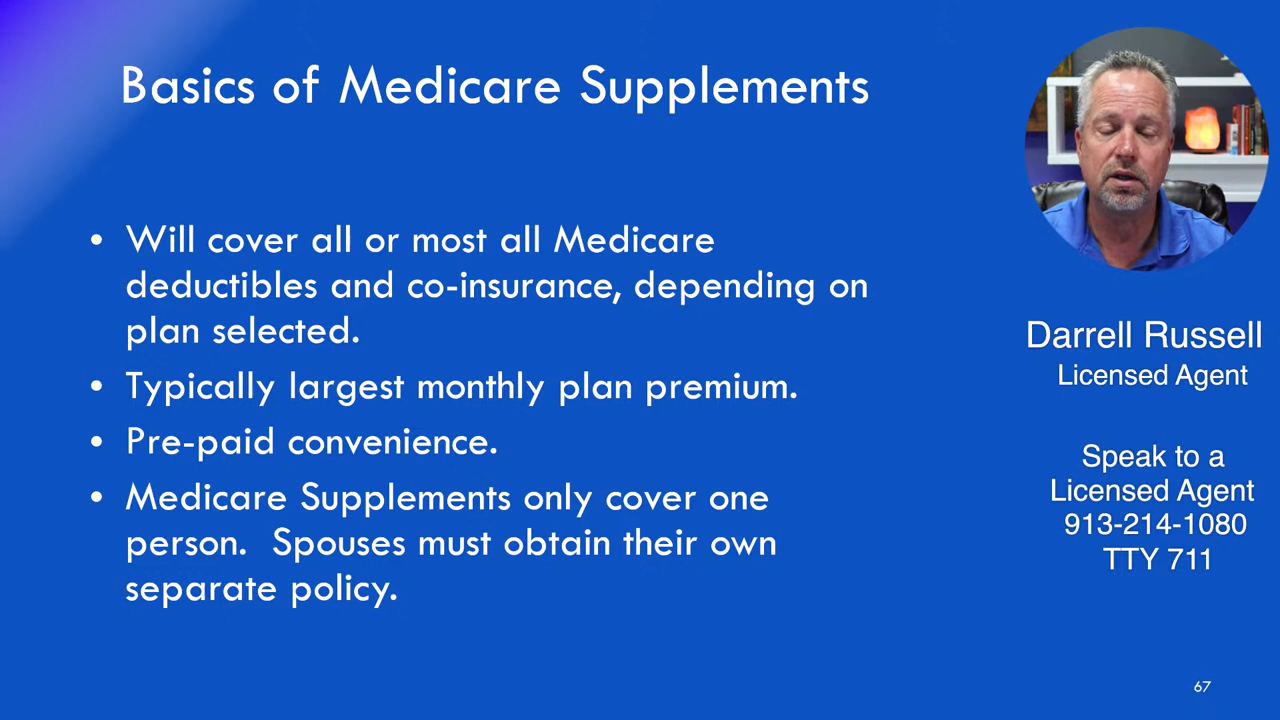 Basics of Medicare Supplements
• Will cover all or most all Medicare
deductibles and co-insurance, depending on
plan selected.
• Typically largest monthly plan premium.
• Pre-paid convenience.
• Medicare Supplements only cover one
person.  Spouses must obtain their own
separate policy.
Darrell Russell
Licensed Agent
Speak to a
Licensed Agent
913-214-1080
TTY 711
67